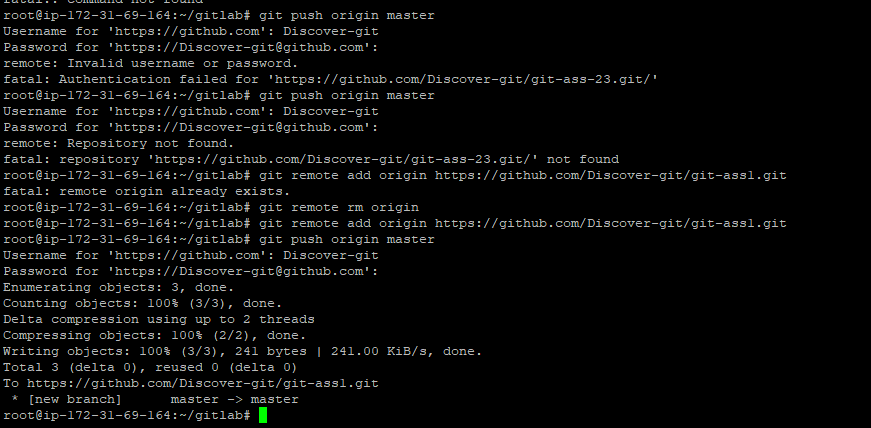 fatal:: command not found
root@ip-172-31-69-164:~/gitlab# git push origin master
Username for 'https://github.com': Discover-git
Password for 'https://Discover-git@github.com':
remote: Invalid username or password.
fatal: Authentication failed for 'https://github.com/Discover-git/git-ass-23.git/'
root@ip-172-31-69-164:~/gitlab# git push origin master
Username for 'https://github.com': Discover-git
Password for 'https://Discover-git@github.com':
remote: Repository not found.
fatal: repository 'https://github.com/Discover-git/git-ass-23.git/' not found
root@ip-172-31-69-164:~/gitlab# git remote add origin https://github.com/Discover-git/git-ass1.git
fatal: remote origin already exists.
root@ip-172-31-69-164:~/gitlab# git remote rm origin
root@ip-172-31-69-164:~/gitlab# git remote add origin https://github.com/Discover-git/git-ass1.git
root@ip-172-31-69-164:~/gitlab# git push origin master
Username for 'https://github.com': Discover-git
Password for 'https://Discover-git@github.com':
Enumerating objects: 3, done.
Counting objects: 100% (3/3), done.
Delta compression using up to 2 threads
Compressing objects: 100% (2/2), done.
Writing objects: 100% (3/3), 241 bytes | 241.00 KiB/s, done.
Total 3 (delta 0), reused 0 (delta 0)
To https://github.com/Discover-git/git-ass1.git
 * [new branch]      master -> master
root@ip-172-31-69-164:~/gitlab#